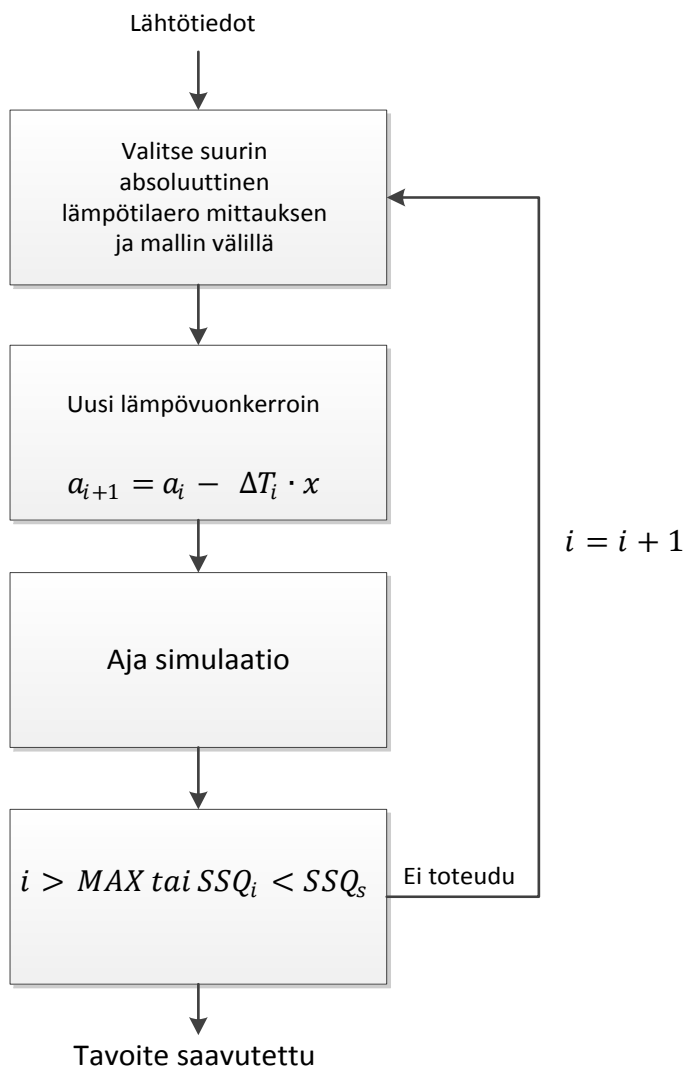 Lähtötiedot
Valitse suurin
absoluuttinen
lämpötilaero mittauksen
ja mallin välillä
Uusi lämpövuonkerroin
a_{i+1} = a_i − ΔT_i · x
i = i + 1
Aja simulaatio
i > MAX tai SSQ_i < SSQ_s
Ei toteudu
Tavoite saavutettu